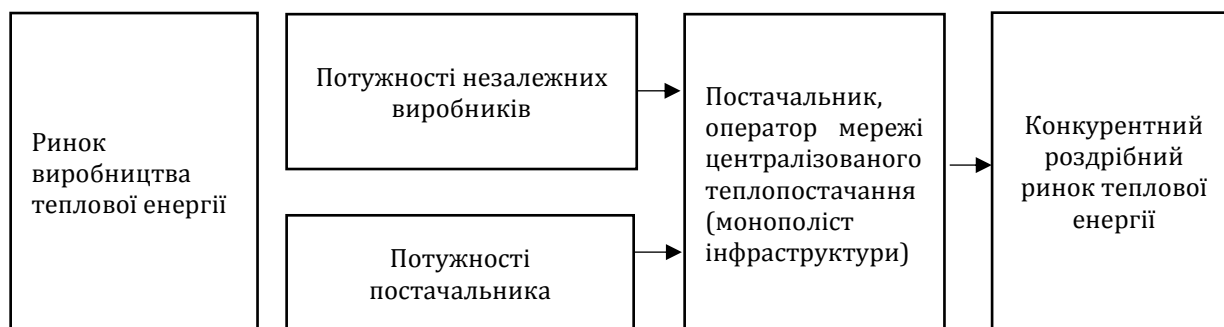 Ринок
виробництва
теплової енергії
Потужності незалежних
виробників
Потужності
постачальника
Постачальник,
оператор мережі
централізованого
теплопостачання
(монополіст
інфраструктури)
Конкурентний
роздрібний
ринок теплової
енергії